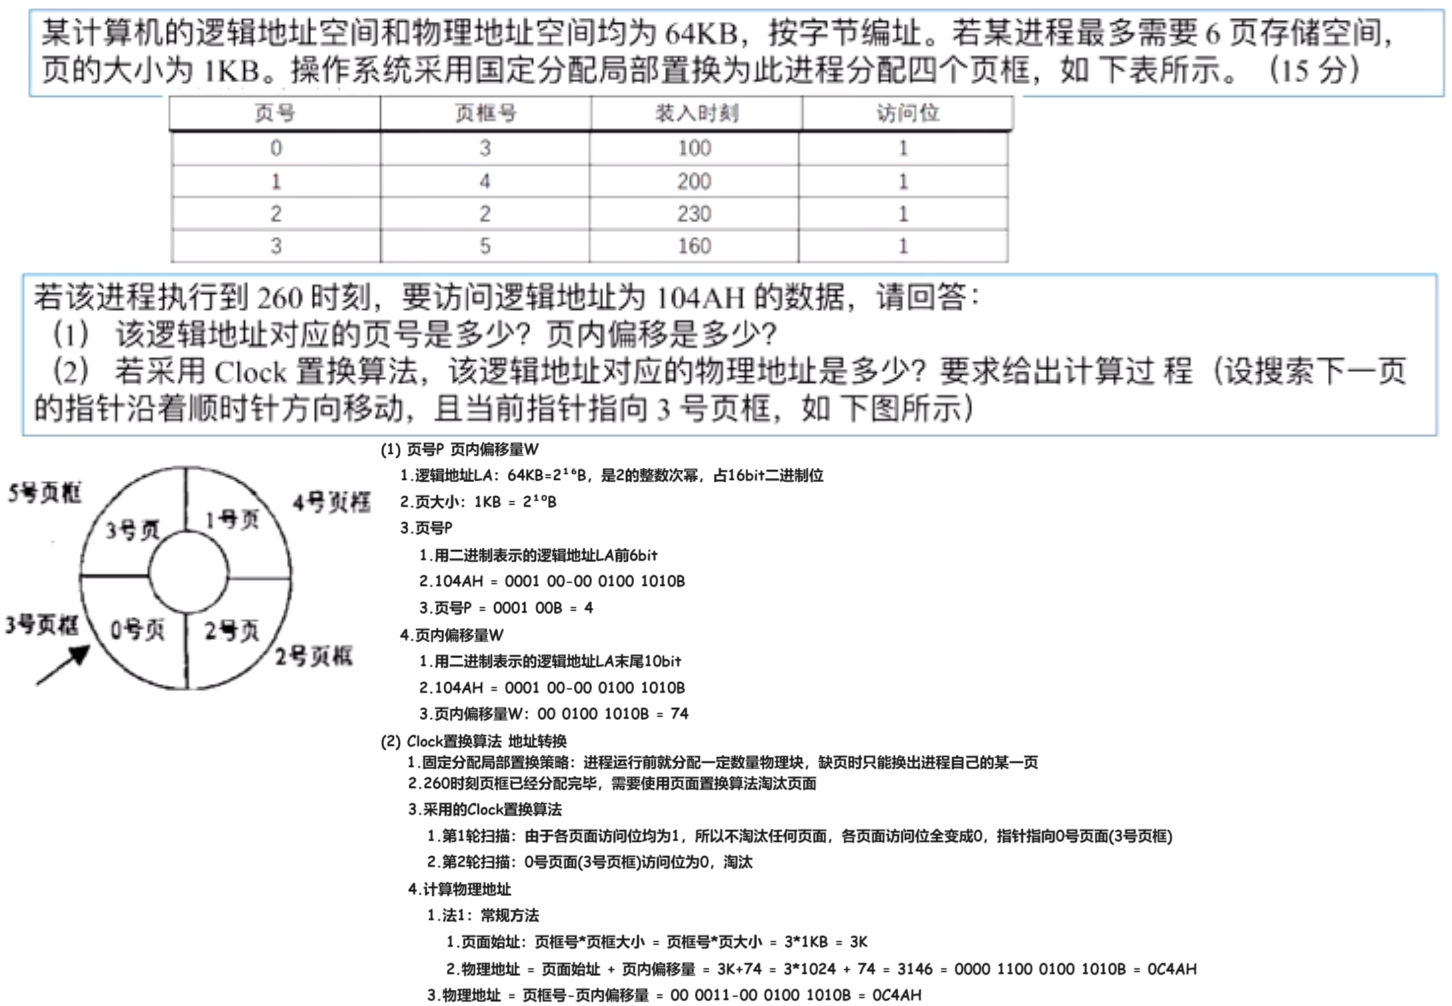 某计算机的逻辑地址空间和物理地址空间均为 64KB，按字节编址。若某进程最多需要 6 页存储空间，
页的大小为 1KB。操作系统采用国定分配局部置换为此进程分配四个页框，如 下表所示。（15 分）
页号 页框号 装入时刻 访问位
0 3 100 1
1 4 200 1
2 2 230 1
3 5 160 1
若该进程执行到 260 时刻，要访问逻辑地址为 104AH 的数据，请回答：
（1） 该逻辑地址对应的页号是多少？页内偏移是多少？
（2） 若采用 Clock 置换算法，该逻辑地址对应的物理地址是多少？要求给出计算过 程（设搜索下一页
的指针沿着顺时针方向移动，且当前指针指向 3 号页框，如 下图所示）
5号页框
4号页框
3号页
1号页
3号页框
0号页
2号页
2号页框
(1) 页号P 页内偏移量W
1.逻辑地址LA：64KB=2¹⁶B，是2的整数次幂，占16bit二进制位
2.页大小：1KB = 2¹⁰B
3.页号P
1.用二进制表示的逻辑地址LA前6bit
2.104AH = 0001 00-00 0100 1010B
3.页号P = 0001 00B = 4
4.页内偏移量W
1.用二进制表示的逻辑地址LA末尾10bit
2.104AH = 0001 00-00 0100 1010B
3.页内偏移量W：00 0100 1010B = 74
(2) Clock置换算法 地址转换
1.固定分配局部置换策略：进程运行前就分配一定数量物理块，缺页时只能换出进程自己的某一页
2.260时刻页框已经分配完毕，需要使用页面置换算法淘汰页面
3.采用的Clock置换算法
1.第1轮扫描：由于各页面访问位均为1，所以不淘汰任何页面，各页面访问位全变成0，指针指向0号页面(3号页框)
2.第2轮扫描：0号页面(3号页框)访问位为0，淘汰
4.计算物理地址
1.法1：常规方法
1.页面始址：页框号*页框大小 = 页框号*页大小 = 3*1KB = 3K
2.物理地址 = 页面始址 + 页内偏移量 = 3K+74 = 3*1024 + 74 = 3146 = 0000 1100 0100 1010B = 0C4AH
3.物理地址 = 页框号-页内偏移量 = 00 0011-00 0100 1010B = 0C4AH